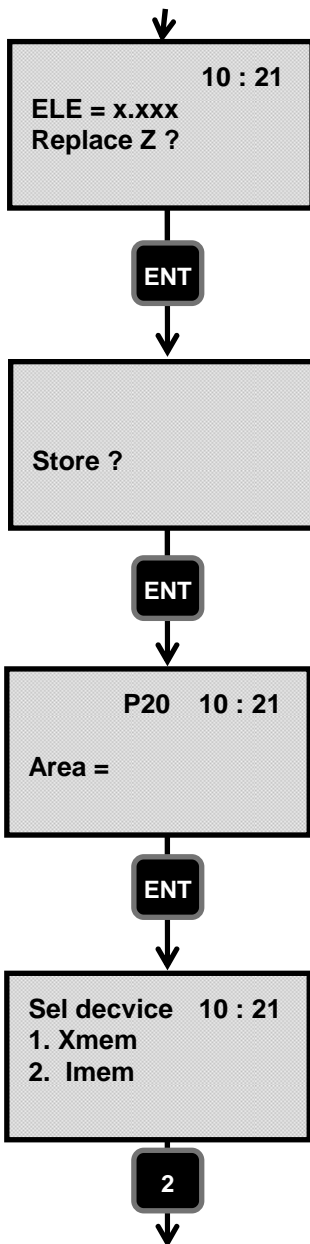 10 : 21
ELE = x.xxx
Replace Z ?
ENT
Store ?
ENT
P20 10 : 21
Area =
ENT
Sel decvice 10 : 21
1. Xmem
2. Imem
2